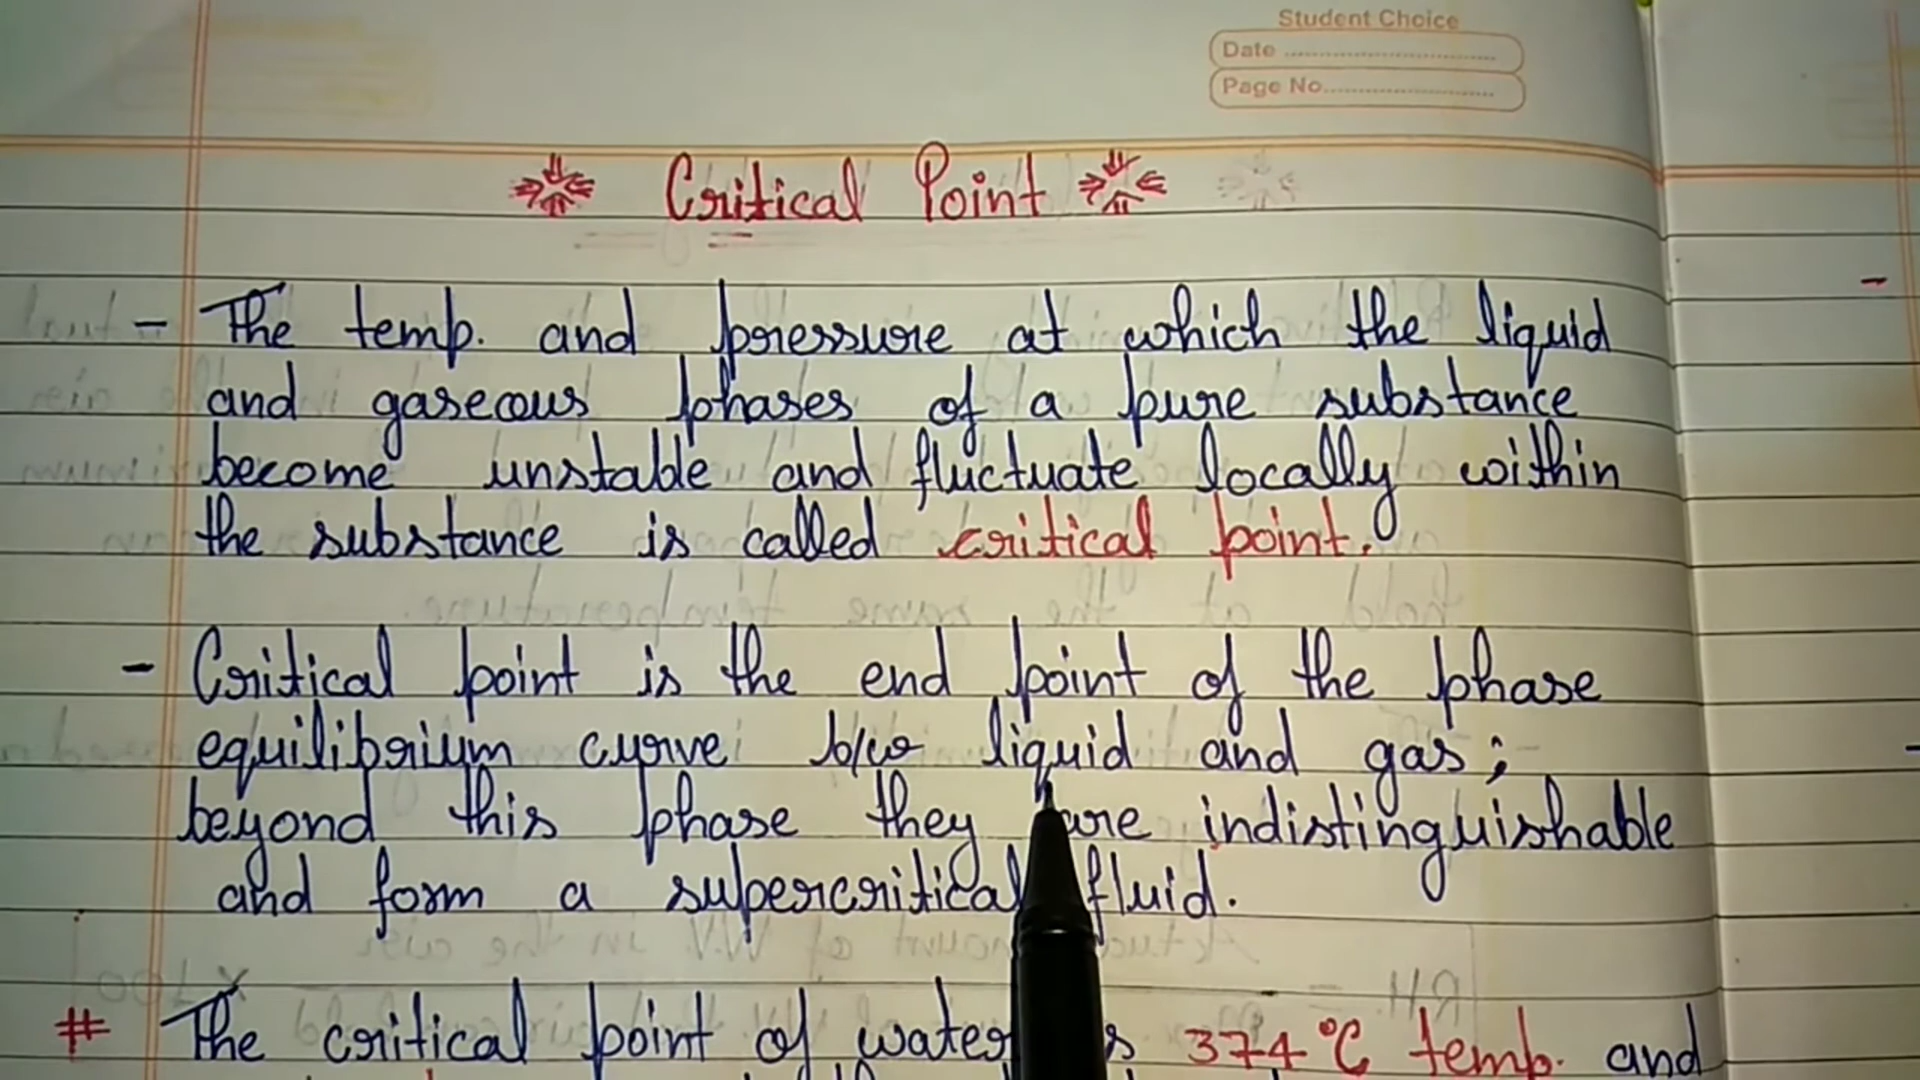 Student Choice
Date
Page No.
Critical Point
- The temp. and pressure at which the liquid
and gaseous phases of a pure substance
become unstable and fluctuate locally within
the substance is called critical point.
- Critical point is the end point of the phase
equilibrium curve b/w liquid and gas;
beyond this phase they are indistinguishable
and form a supercritical fluid.
# The critical point of water is 374°C temp. and